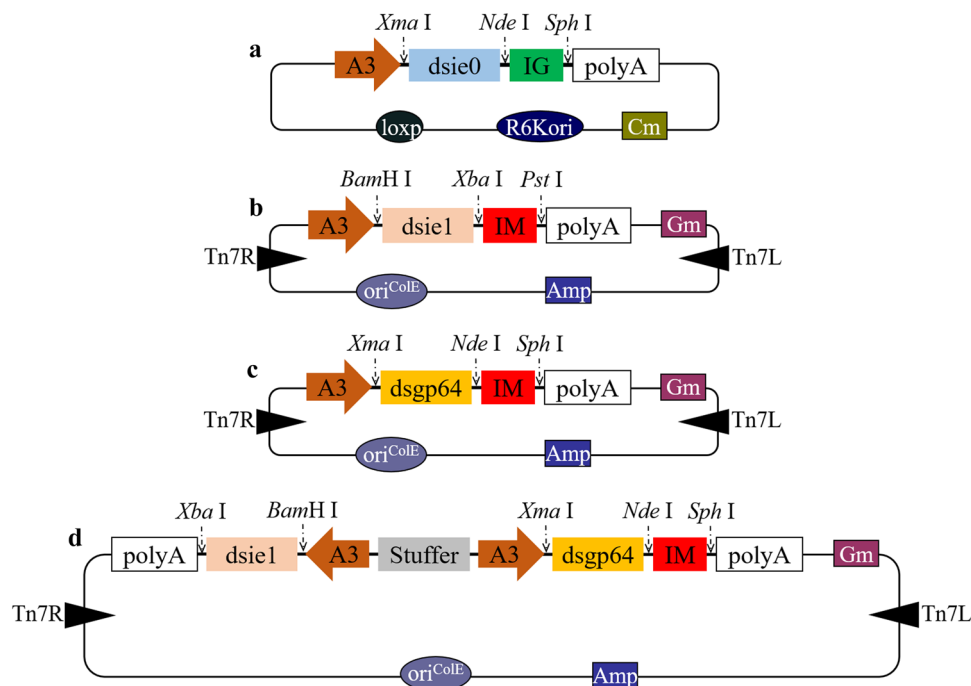 Xma I Nde I Sph I
a
A3 dsie0 IG polyA
loxp R6Kori Cm
BamH I Xba I Pst I
b
A3 dsie1 IM polyA Gm
Tn7R Tn7L
oriColE Amp
Xma I Nde I Sph I
c
A3 dsgp64 IM polyA Gm
Tn7R Tn7L
oriColE Amp
Xba I BamH I Xma I Nde I Sph I
d
polyA dsie1 A3 Stuffer A3 dsgp64 IM polyA Gm
Tn7R Tn7L
oriColE Amp